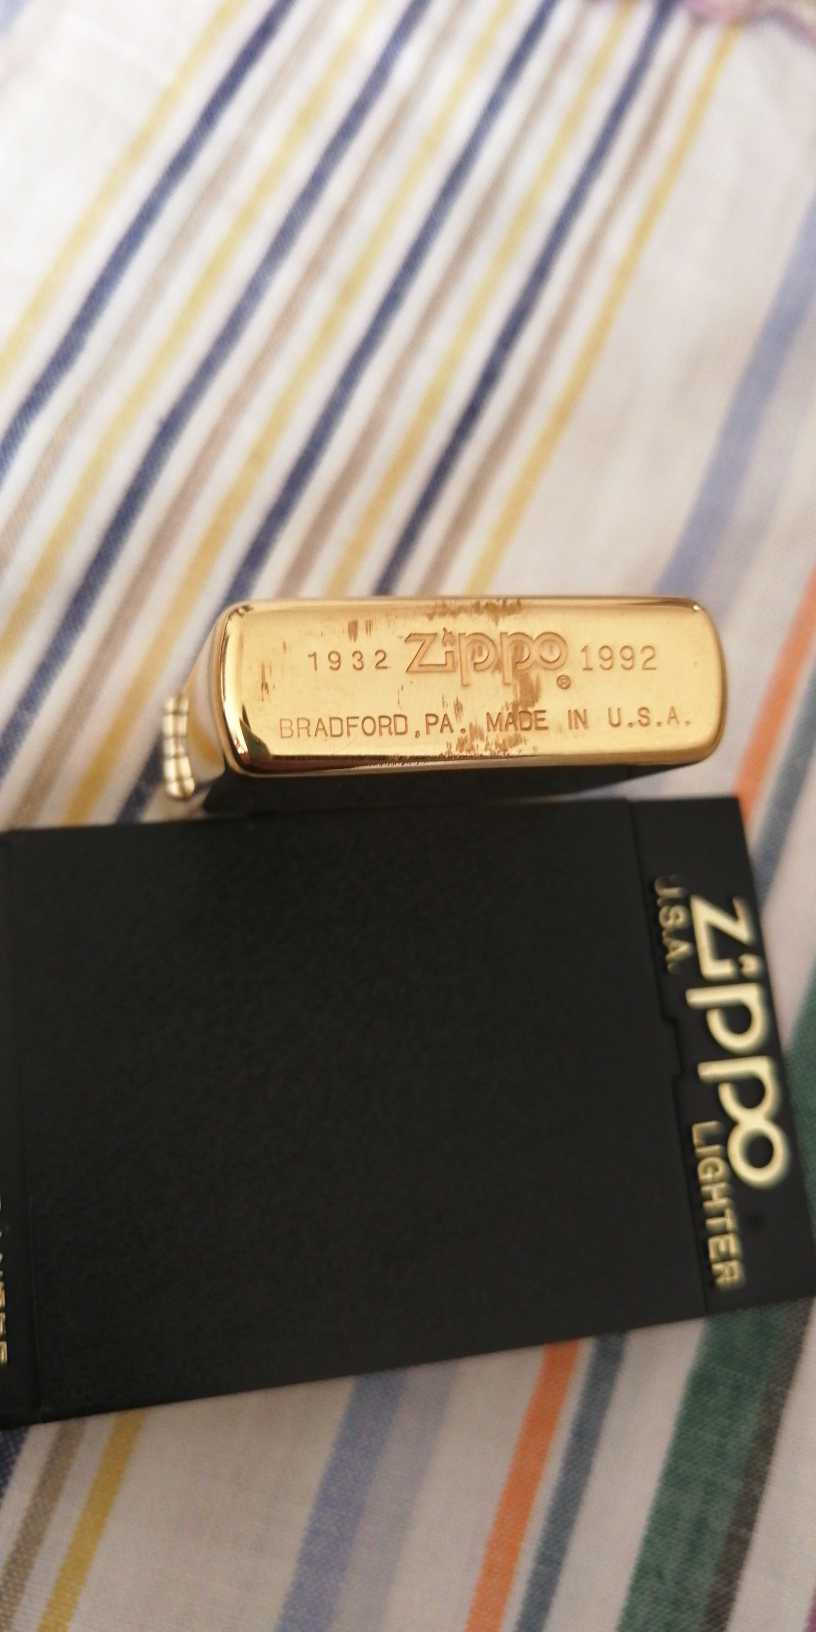 1932 Zippo 1992
®
BRADFORD, PA. MADE IN U.S.A.
Zippo
U.S.A.
LIGHTER